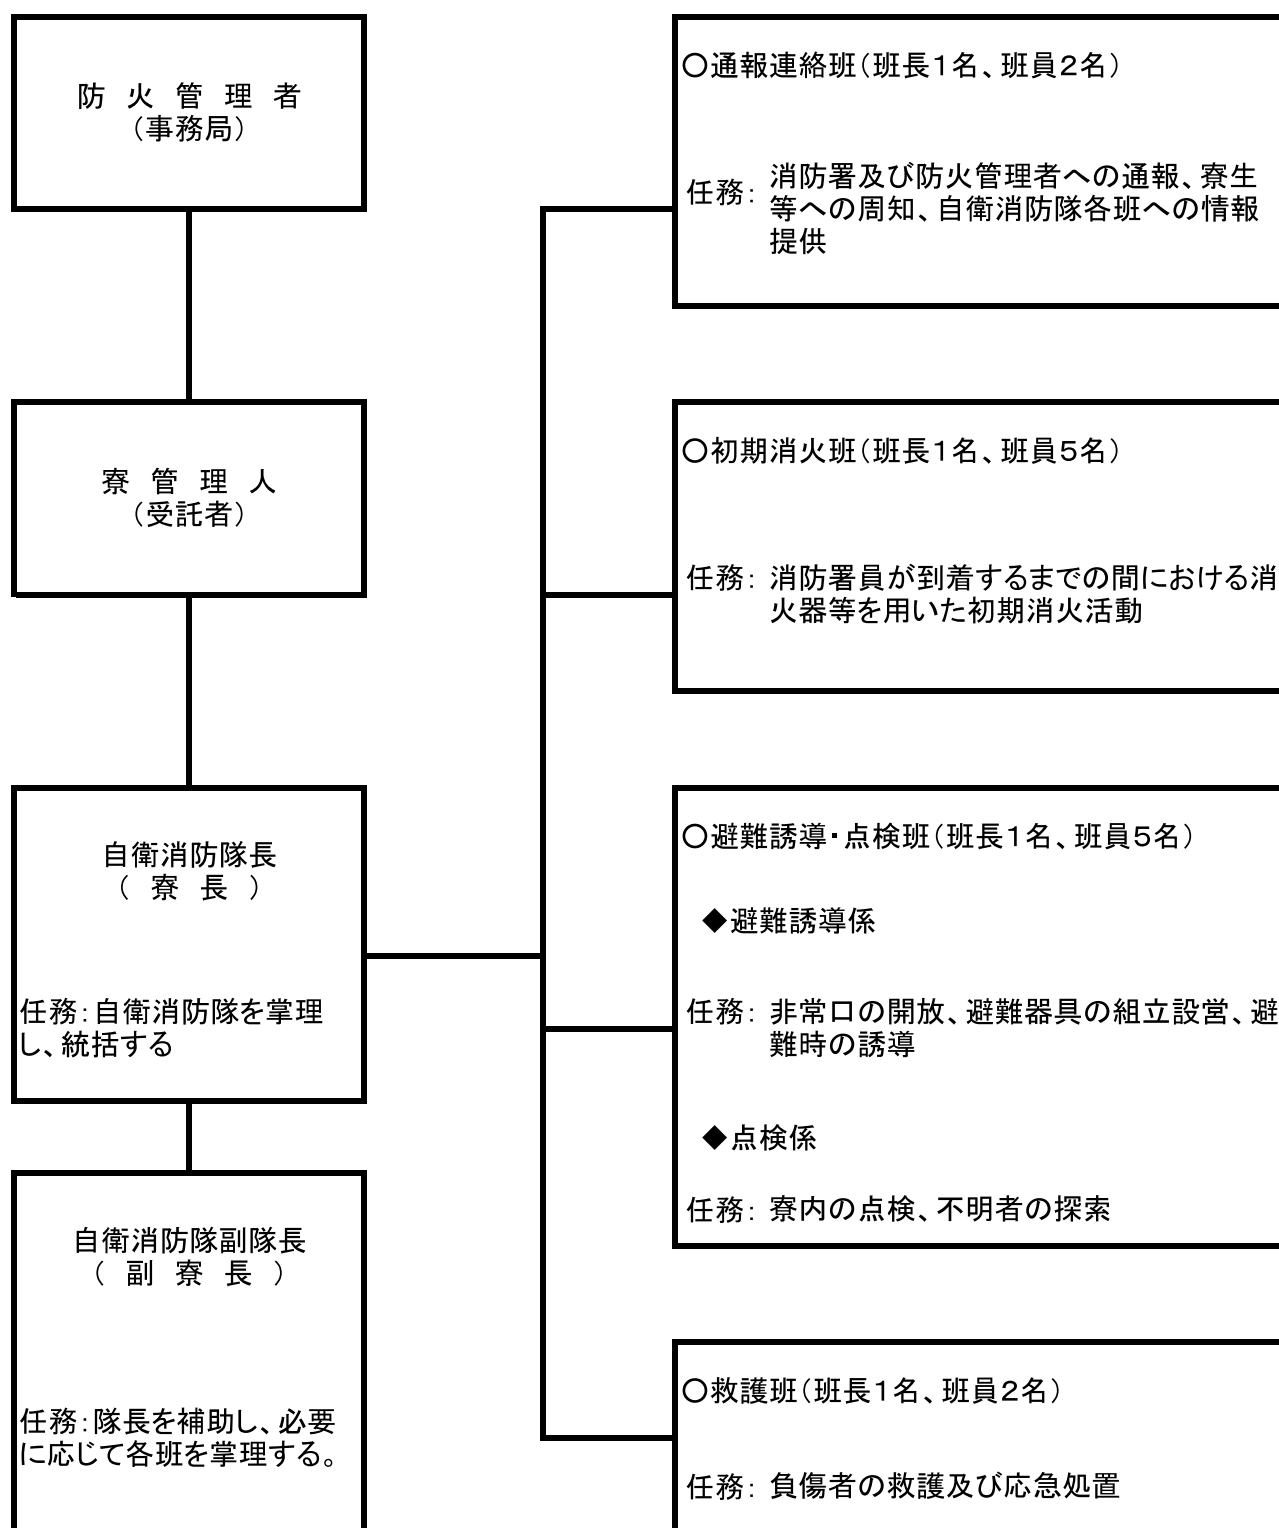 防 火 管 理 者
（事務局）
寮 管 理 人
（受託者）
自衛消防隊長
（ 寮 長 ）
任務：自衛消防隊を掌理
し、統括する
自衛消防隊副隊長
（ 副 寮 長 ）
任務：隊長を補助し、必要
に応じて各班を掌理する。
○通報連絡班（班長１名、班員２名）
任務： 消防署及び防火管理者への通報、寮生
等への周知、自衛消防隊各班への情報
提供
○初期消火班（班長１名、班員５名）
任務： 消防署員が到着するまでの間における消
火器等を用いた初期消火活動
○避難誘導・点検班（班長１名、班員５名）
◆避難誘導係
任務： 非常口の開放、避難器具の組立設営、避
難時の誘導
◆点検係
任務： 寮内の点検、不明者の探索
○救護班（班長１名、班員２名）
任務： 負傷者の救護及び応急処置